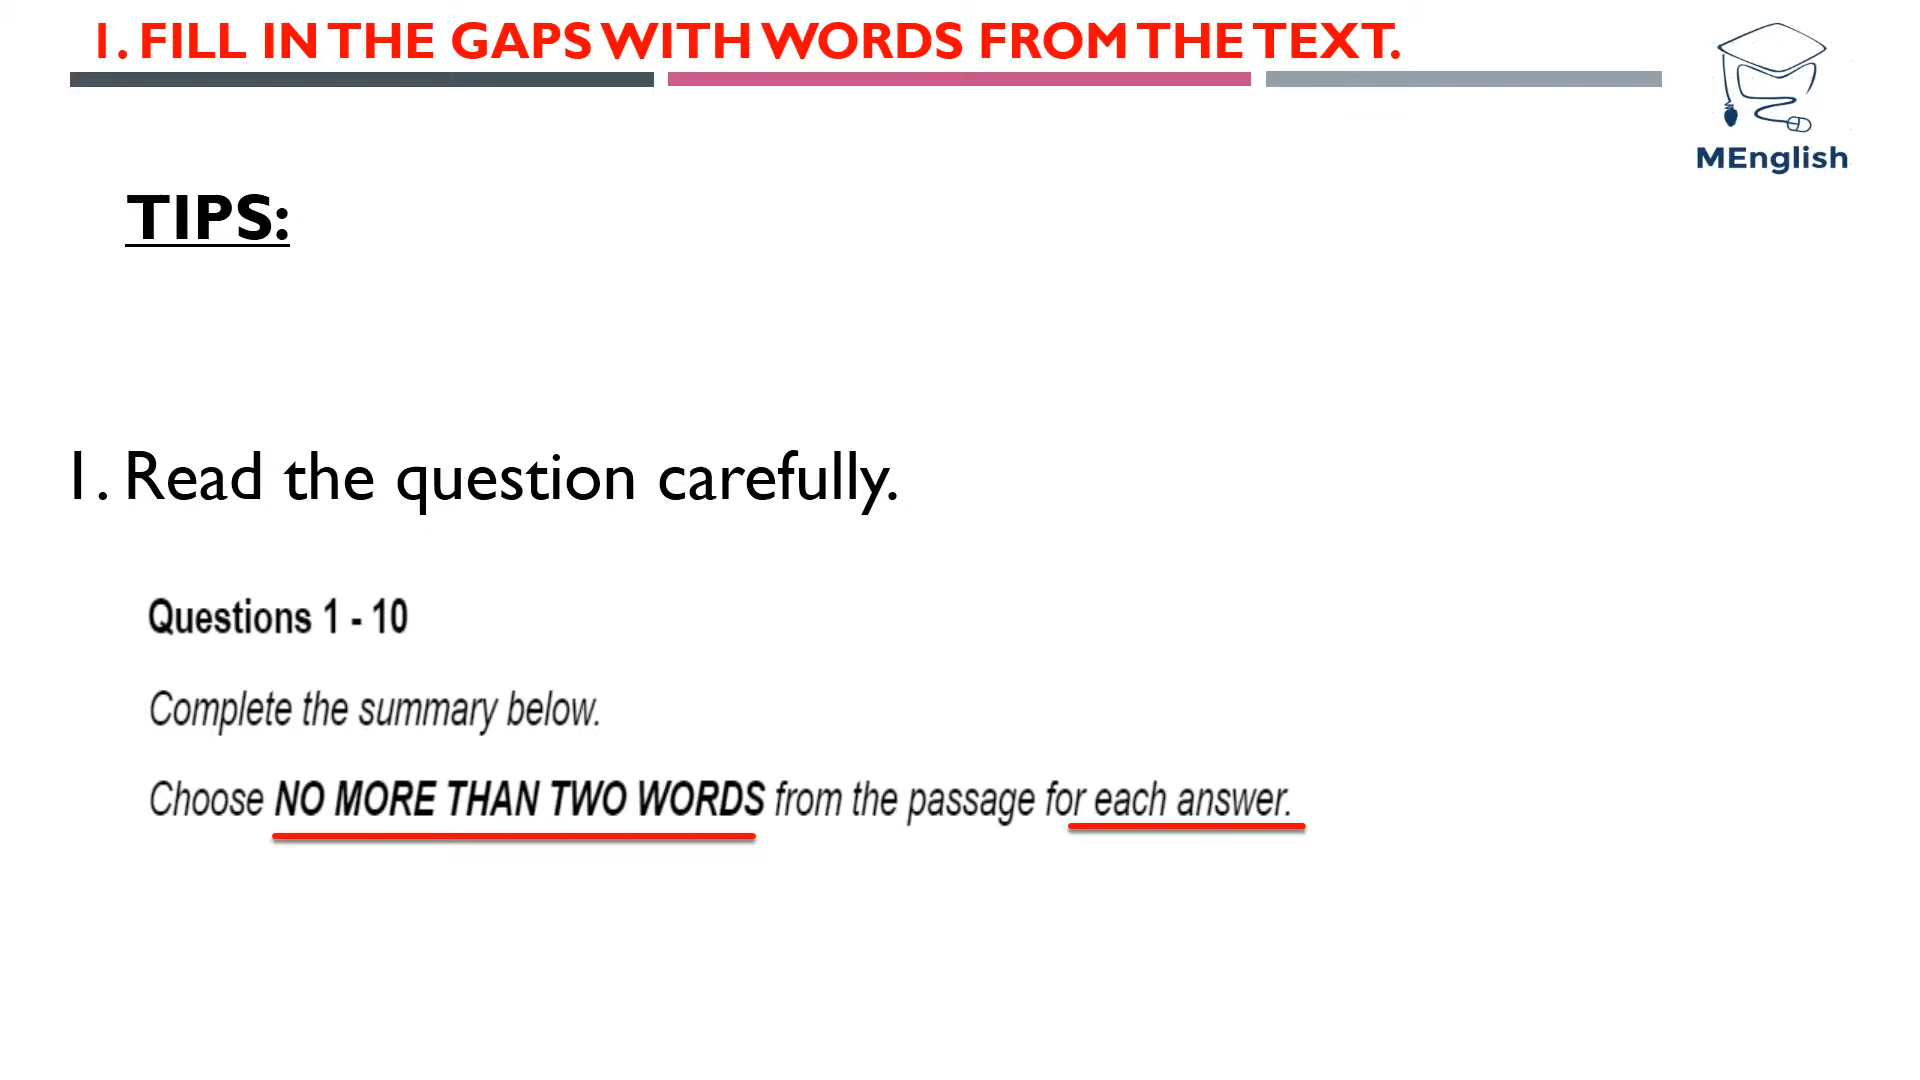 1. FILL IN THE GAPS WITH WORDS FROM THE TEXT.
MEnglish
TIPS:
1. Read the question carefully.
Questions 1 - 10
Complete the summary below.
Choose NO MORE THAN TWO WORDS from the passage for each answer.